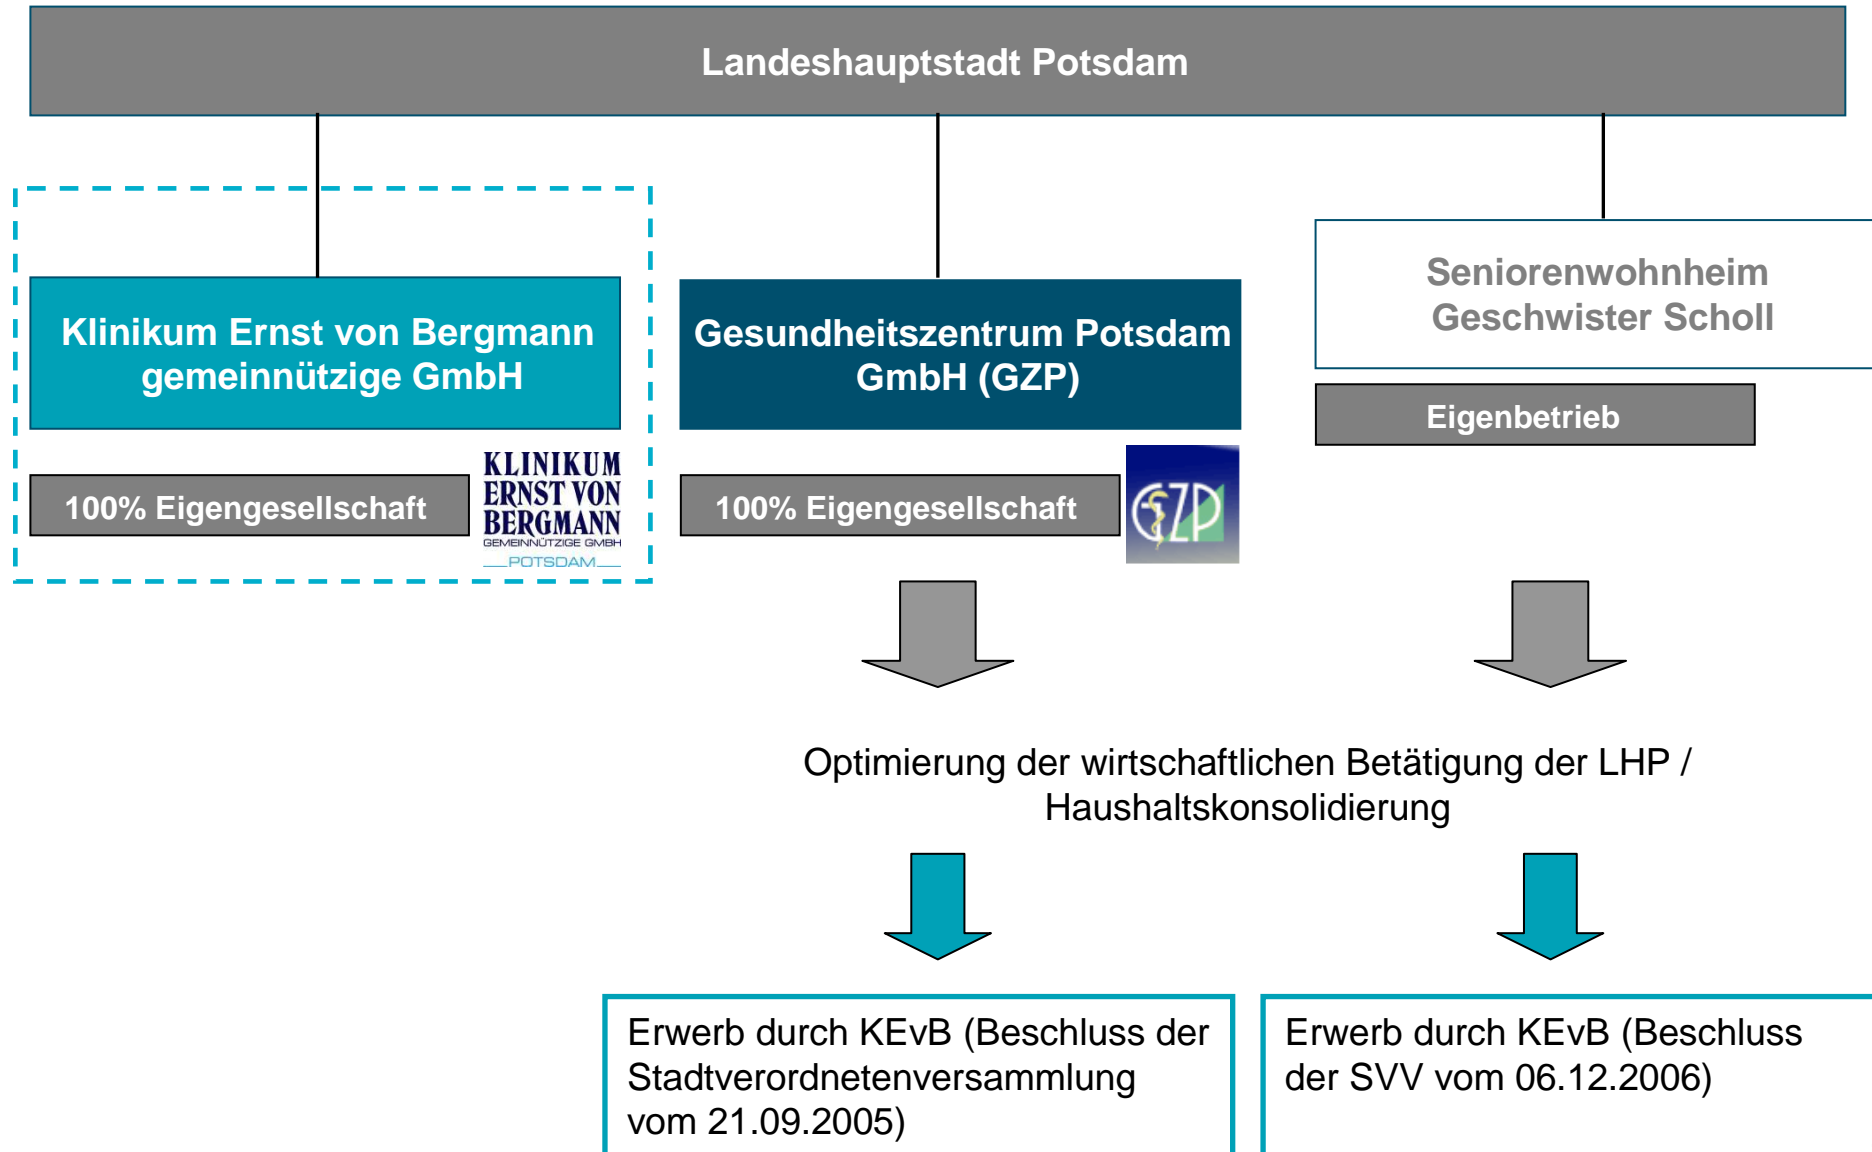 Landeshauptstadt Potsdam
Klinikum Ernst von Bergmann
gemeinnützige GmbH
100% Eigengesellschaft
KLINIKUM
ERNST VON
BERGMANN
GEMEINNÜTZIGE GMBH
POTSDAM
Gesundheitszentrum Potsdam
GmbH (GZP)
100% Eigengesellschaft
GZP
Seniorenwohnheim
Geschwister Scholl
Eigenbetrieb
Optimierung der wirtschaftlichen Betätigung der LHP /
Haushaltskonsolidierung
Erwerb durch KEvB (Beschluss der
Stadtverordnetenversammlung
vom 21.09.2005)
Erwerb durch KEvB (Beschluss
der SVV vom 06.12.2006)